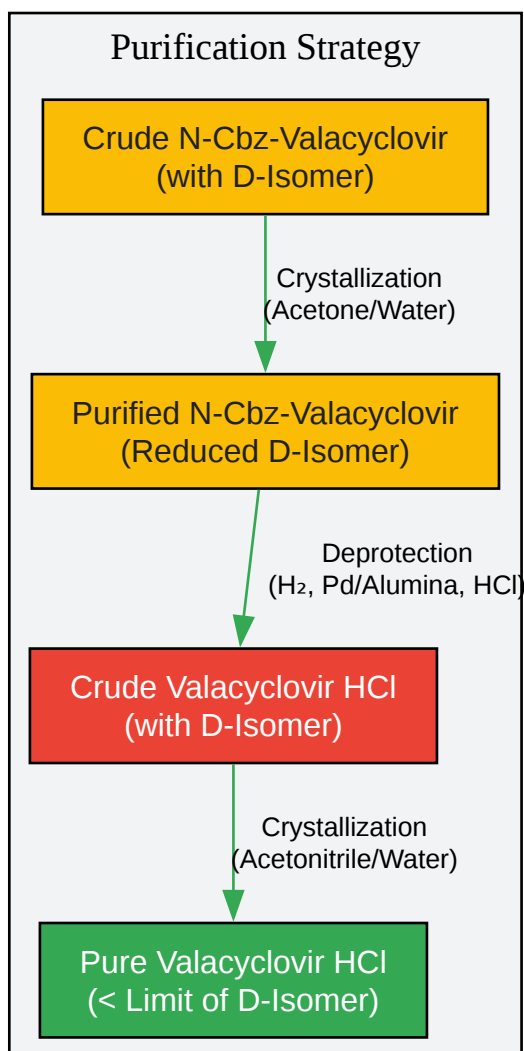 Purification Strategy
Crude N-Cbz-Valacyclovir
(with D-Isomer)
Crystallization
(Acetone/Water)
Purified N-Cbz-Valacyclovir
(Reduced D-Isomer)
Deprotection
(H₂, Pd/Alumina, HCl)
Crude Valacyclovir HCl
(with D-Isomer)
Crystallization
(Acetonitrile/Water)
Pure Valacyclovir HCl
(< Limit of D-Isomer)